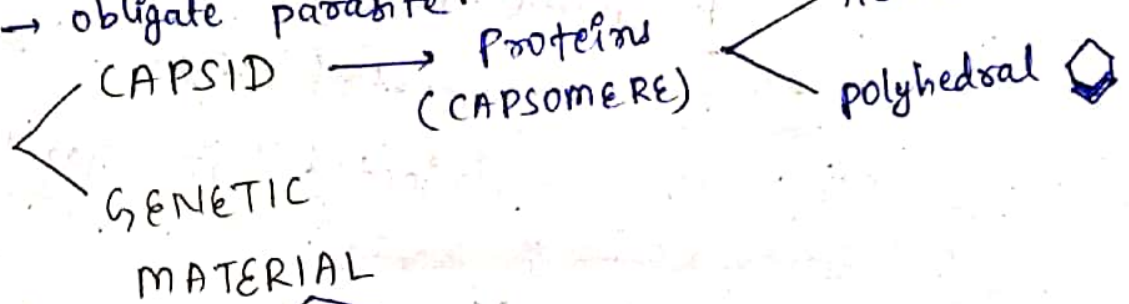 → obligate parasite.
CAPSID → Proteins
(CAPSOMERE)
polyhedral
GENETIC
MATERIAL